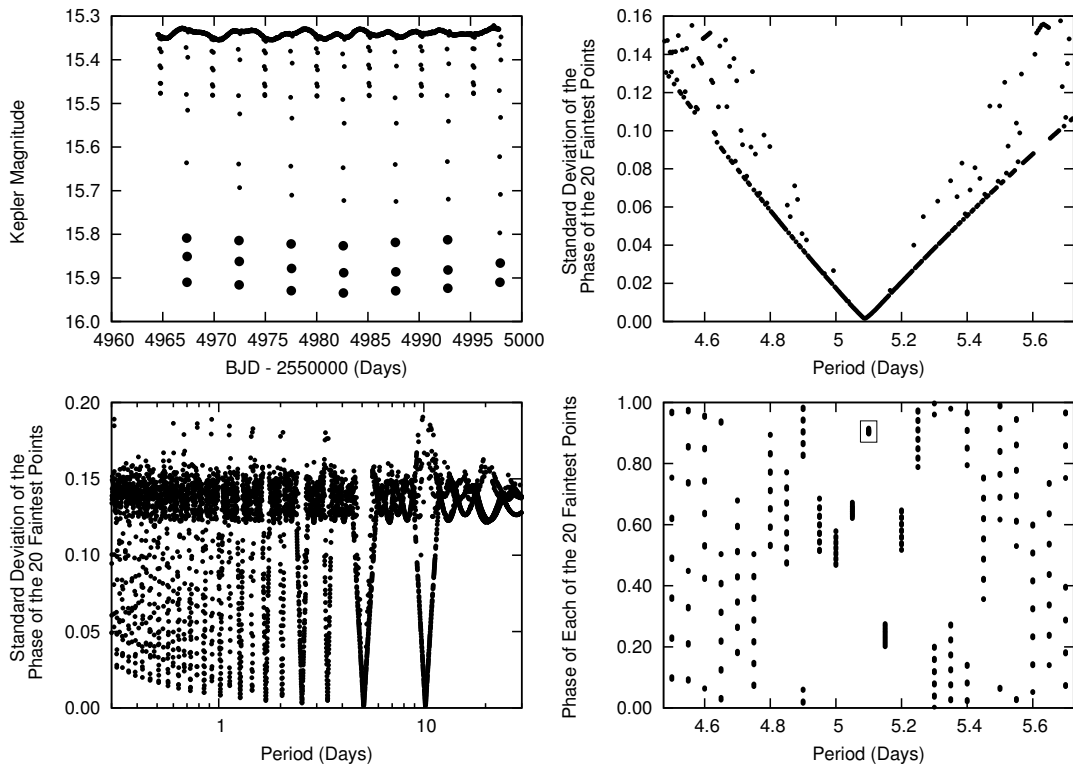 15.3
15.4
15.5
15.6
15.7
15.8
15.9
16.0
Kepler Magnitude
4960 4965 4970 4975 4980 4985 4990 4995 5000
BJD - 2550000 (Days)
0.16
0.14
0.12
0.10
0.08
0.06
0.04
0.02
0.00
Standard Deviation of the
Phase of the 20 Faintest Points
4.6 4.8 5 5.2 5.4 5.6
Period (Days)
0.20
0.15
0.10
0.05
0.00
Standard Deviation of the
Phase of the 20 Faintest Points
1 10
Period (Days)
1.00
0.80
0.60
0.40
0.20
0.00
Phase of Each of the 20 Faintest Points
4.6 4.8 5 5.2 5.4 5.6
Period (Days)